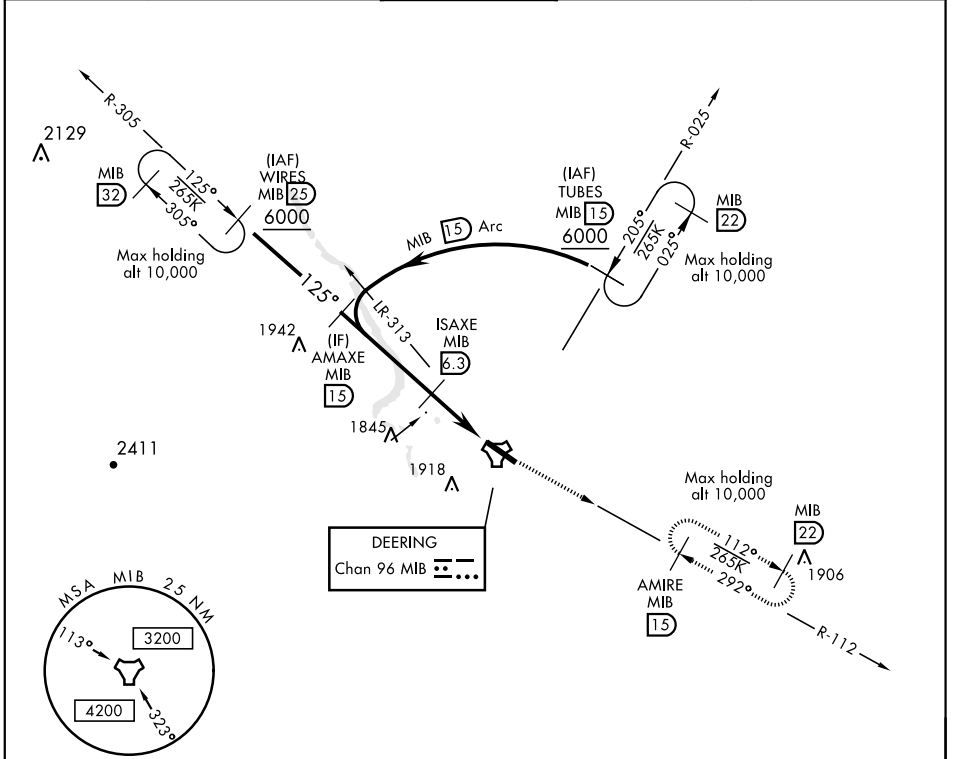 R-305
2129
MIB
32
125°
265K
305°
Max holding
alt 10,000
(IAF)
WIRES
MIB 25
6000
R-025
(IAF)
TUBES
MIB 15
6000
205°
265K
025°
MIB
22
Max holding
alt 10,000
MIB 15 Arc
125°
LR-313
1942
(IF)
AMAXE
MIB
15
ISAXE
MIB
6.3
1845
1918
2411
DEERING
Chan 96 MIB
Max holding
alt 10,000
MIB
22
1906
112°
265K
292°
AMIRE
MIB
15
R-112
MSA MIB 25 NM
113°
3200
4200
323°